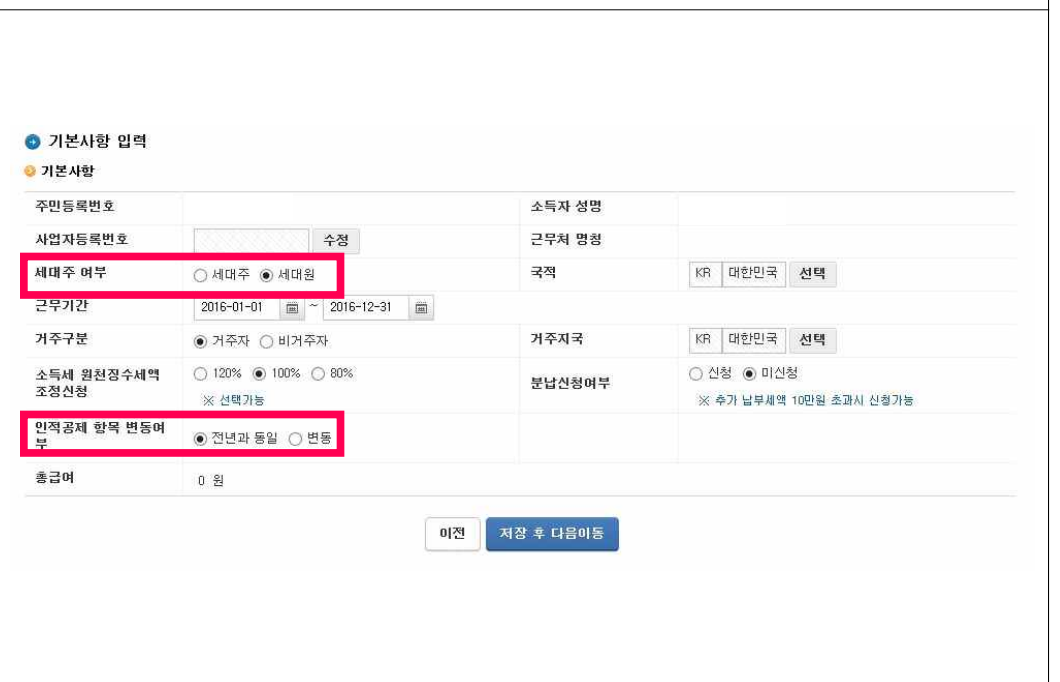 기본사항 입력
기본사항
주민등록번호 소득자 성명
사업자등록번호 수정 근무처 명칭
세대주 여부 세대주 세대원 국적 KR 대한민국 선택
근무기간 2016-01-01 ~ 2016-12-31
거주구분 거주자 비거주자 거주지국 KR 대한민국 선택
소득세 원천징수세액 120% 100% 80% 분납신청여부 신청 미신청
조정신청 ※ 선택가능 ※ 추가 납부세액 10만원 초과시 신청가능
인적공제 항목 변동여
부 전년과 동일 변동
총급여 0 원
이전 저장 후 다음이동